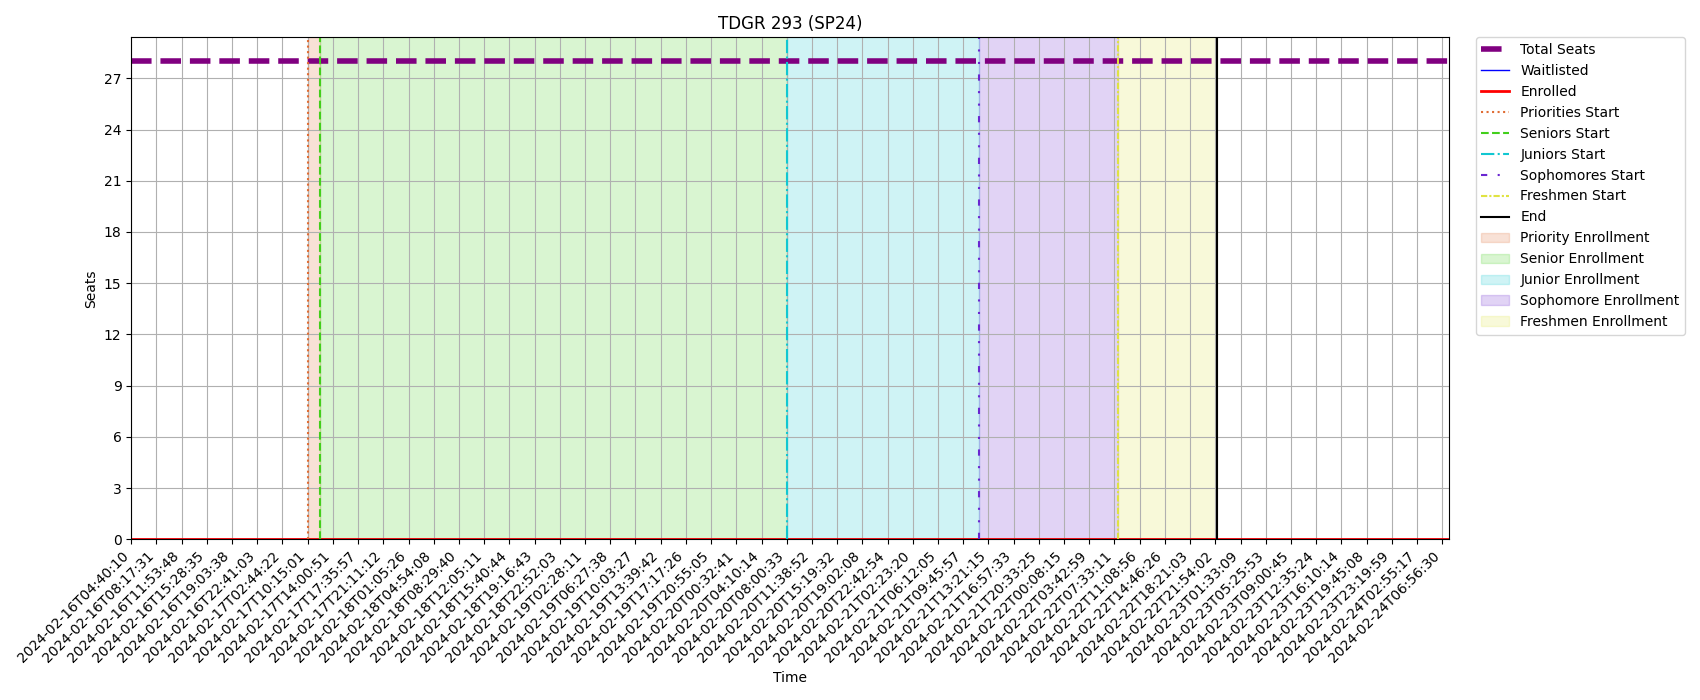 TDGR 293 (SP24)
Total Seats
Waitlisted
Enrolled
Priorities Start
Seniors Start
Juniors Start
Sophomores Start
Freshmen Start
End
Priority Enrollment
Senior Enrollment
Junior Enrollment
Sophomore Enrollment
Freshmen Enrollment
Seats
27
24
21
18
15
12
9
6
3
0
2024-02-16T04:40:10
2024-02-16T08:17:31
2024-02-16T11:53:48
2024-02-16T15:28:35
2024-02-16T19:03:38
2024-02-16T22:41:03
2024-02-17T02:44:22
2024-02-17T10:15:01
2024-02-17T14:00:51
2024-02-17T17:35:57
2024-02-17T21:11:12
2024-02-18T01:05:26
2024-02-18T04:54:08
2024-02-18T08:29:40
2024-02-18T12:05:11
2024-02-18T15:40:44
2024-02-18T19:16:43
2024-02-18T22:52:03
2024-02-19T02:28:11
2024-02-19T06:27:38
2024-02-19T10:03:27
2024-02-19T13:39:42
2024-02-19T17:17:26
2024-02-19T20:55:05
2024-02-20T00:32:41
2024-02-20T04:10:14
2024-02-20T08:00:33
2024-02-20T11:38:52
2024-02-20T15:19:32
2024-02-20T19:02:08
2024-02-20T22:42:54
2024-02-21T02:23:20
2024-02-21T06:12:05
2024-02-21T09:45:57
2024-02-21T13:21:15
2024-02-21T16:57:33
2024-02-21T20:33:25
2024-02-22T00:08:15
2024-02-22T03:42:59
2024-02-22T07:33:11
2024-02-22T11:08:56
2024-02-22T14:46:26
2024-02-22T18:21:03
2024-02-22T21:54:02
2024-02-23T01:33:09
2024-02-23T05:25:53
2024-02-23T09:00:45
2024-02-23T12:35:24
2024-02-23T16:10:14
2024-02-23T19:45:08
2024-02-23T23:19:59
2024-02-24T02:55:17
2024-02-24T06:56:30
Time